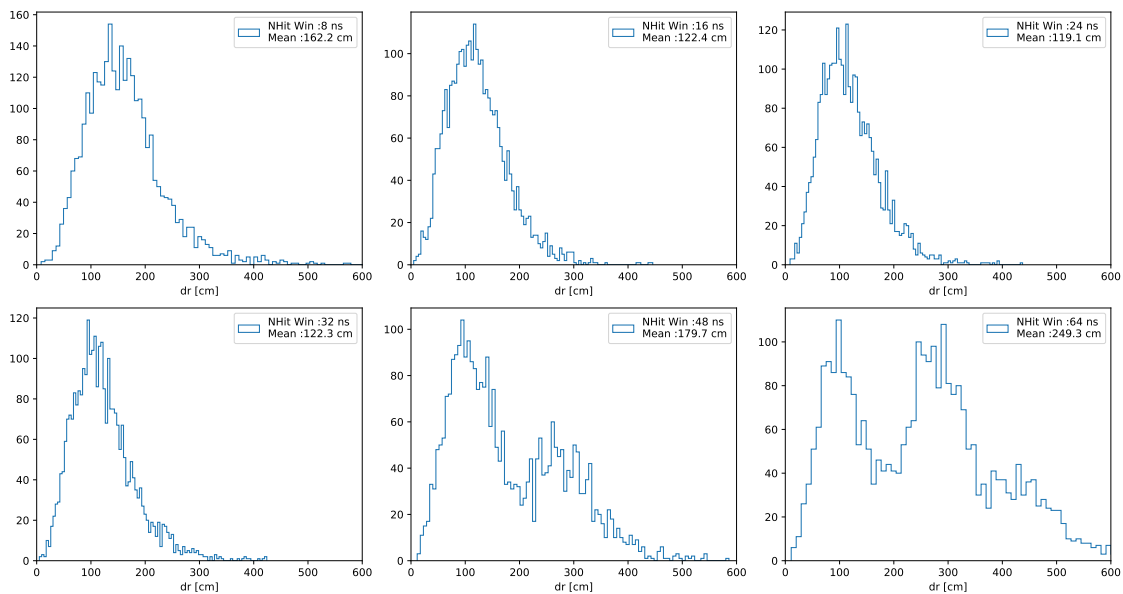 NHit Win :8 ns
Mean :162.2 cm
160
140
120
100
80
60
40
20
0
0 100 200 300 400 500 600
dr [cm]
NHit Win :16 ns
Mean :122.4 cm
100
80
60
40
20
0
0 100 200 300 400 500 600
dr [cm]
NHit Win :24 ns
Mean :119.1 cm
120
100
80
60
40
20
0
0 100 200 300 400 500 600
dr [cm]
NHit Win :32 ns
Mean :122.3 cm
120
100
80
60
40
20
0
0 100 200 300 400 500 600
dr [cm]
NHit Win :48 ns
Mean :179.7 cm
100
80
60
40
20
0
0 100 200 300 400 500 600
dr [cm]
NHit Win :64 ns
Mean :249.3 cm
100
80
60
40
20
0
0 100 200 300 400 500 600
dr [cm]